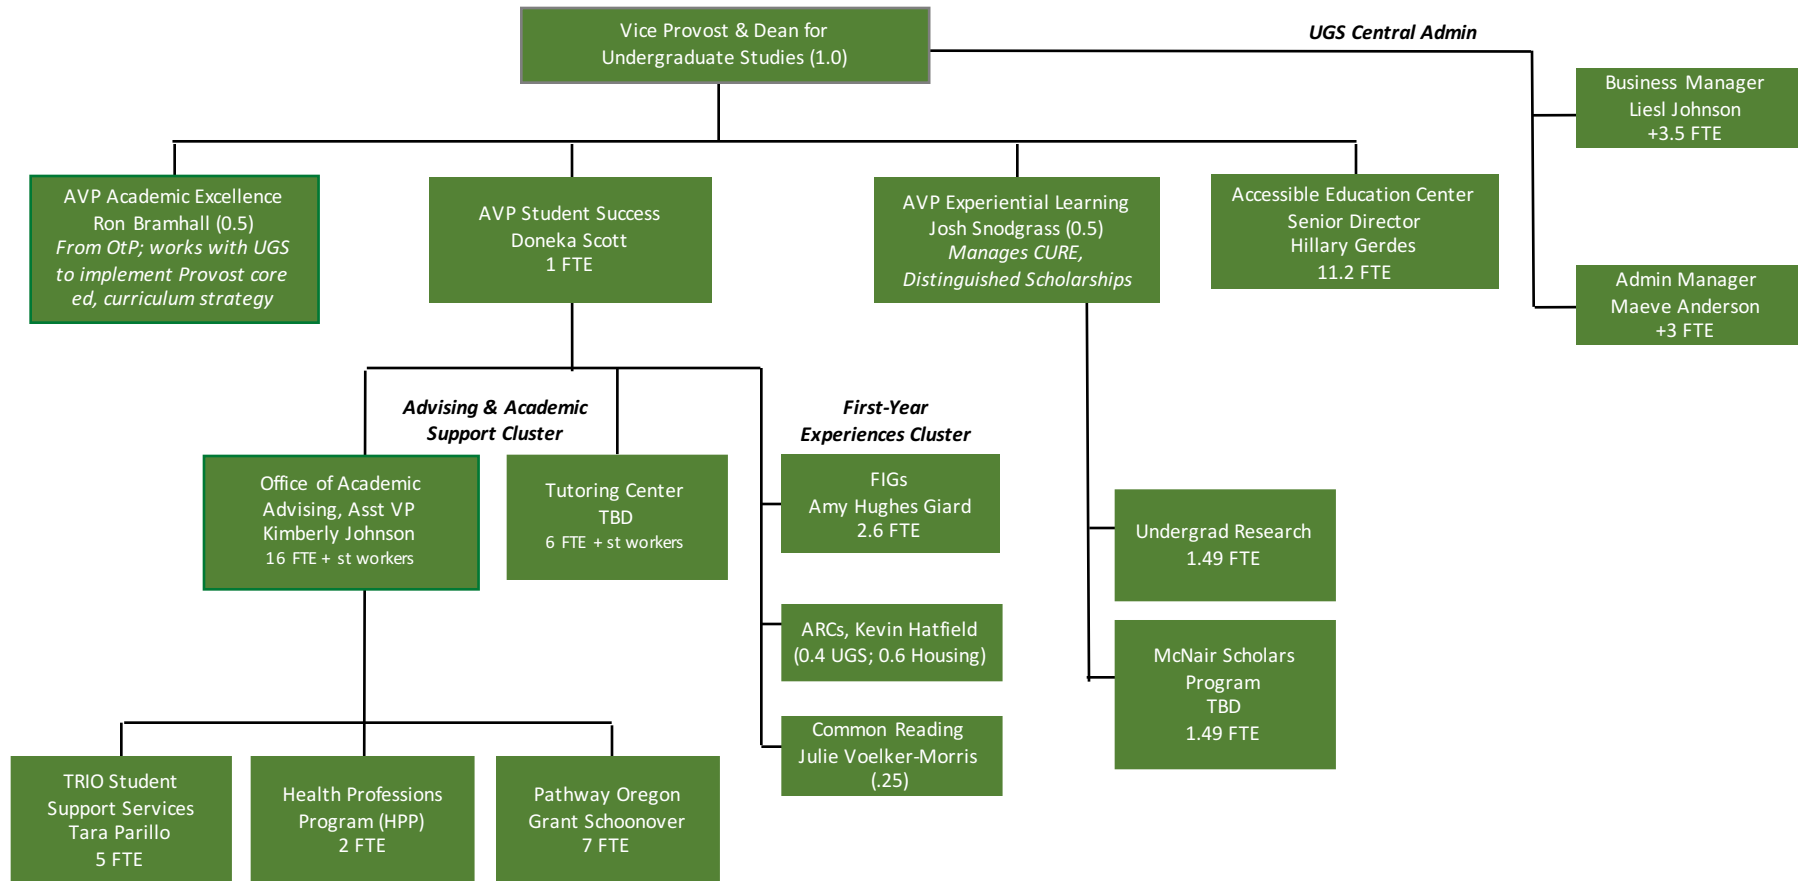 Vice Provost & Dean for
Undergraduate Studies (1.0)
UGS Central Admin
Business Manager
Liesl Johnson
+3.5 FTE
Admin Manager
Maeve Anderson
+3 FTE
AVP Academic Excellence
Ron Bramhall (0.5)
From OtP; works with UGS
to implement Provost core
ed, curriculum strategy
AVP Student Success
Doneka Scott
1 FTE
AVP Experiential Learning
Josh Snodgrass (0.5)
Manages CURE,
Distinguished Scholarships
Accessible Education Center
Senior Director
Hillary Gerdes
11.2 FTE
Advising & Academic
Support Cluster
First-Year
Experiences Cluster
Office of Academic
Advising, Asst VP
Kimberly Johnson
16 FTE + st workers
Tutoring Center
TBD
6 FTE + st workers
FIGs
Amy Hughes Giard
2.6 FTE
ARCs, Kevin Hatfield
(0.4 UGS; 0.6 Housing)
Common Reading
Julie Voelker-Morris
(.25)
Undergrad Research
1.49 FTE
McNair Scholars
Program
TBD
1.49 FTE
TRIO Student
Support Services
Tara Parillo
5 FTE
Health Professions
Program (HPP)
2 FTE
Pathway Oregon
Grant Schoonover
7 FTE